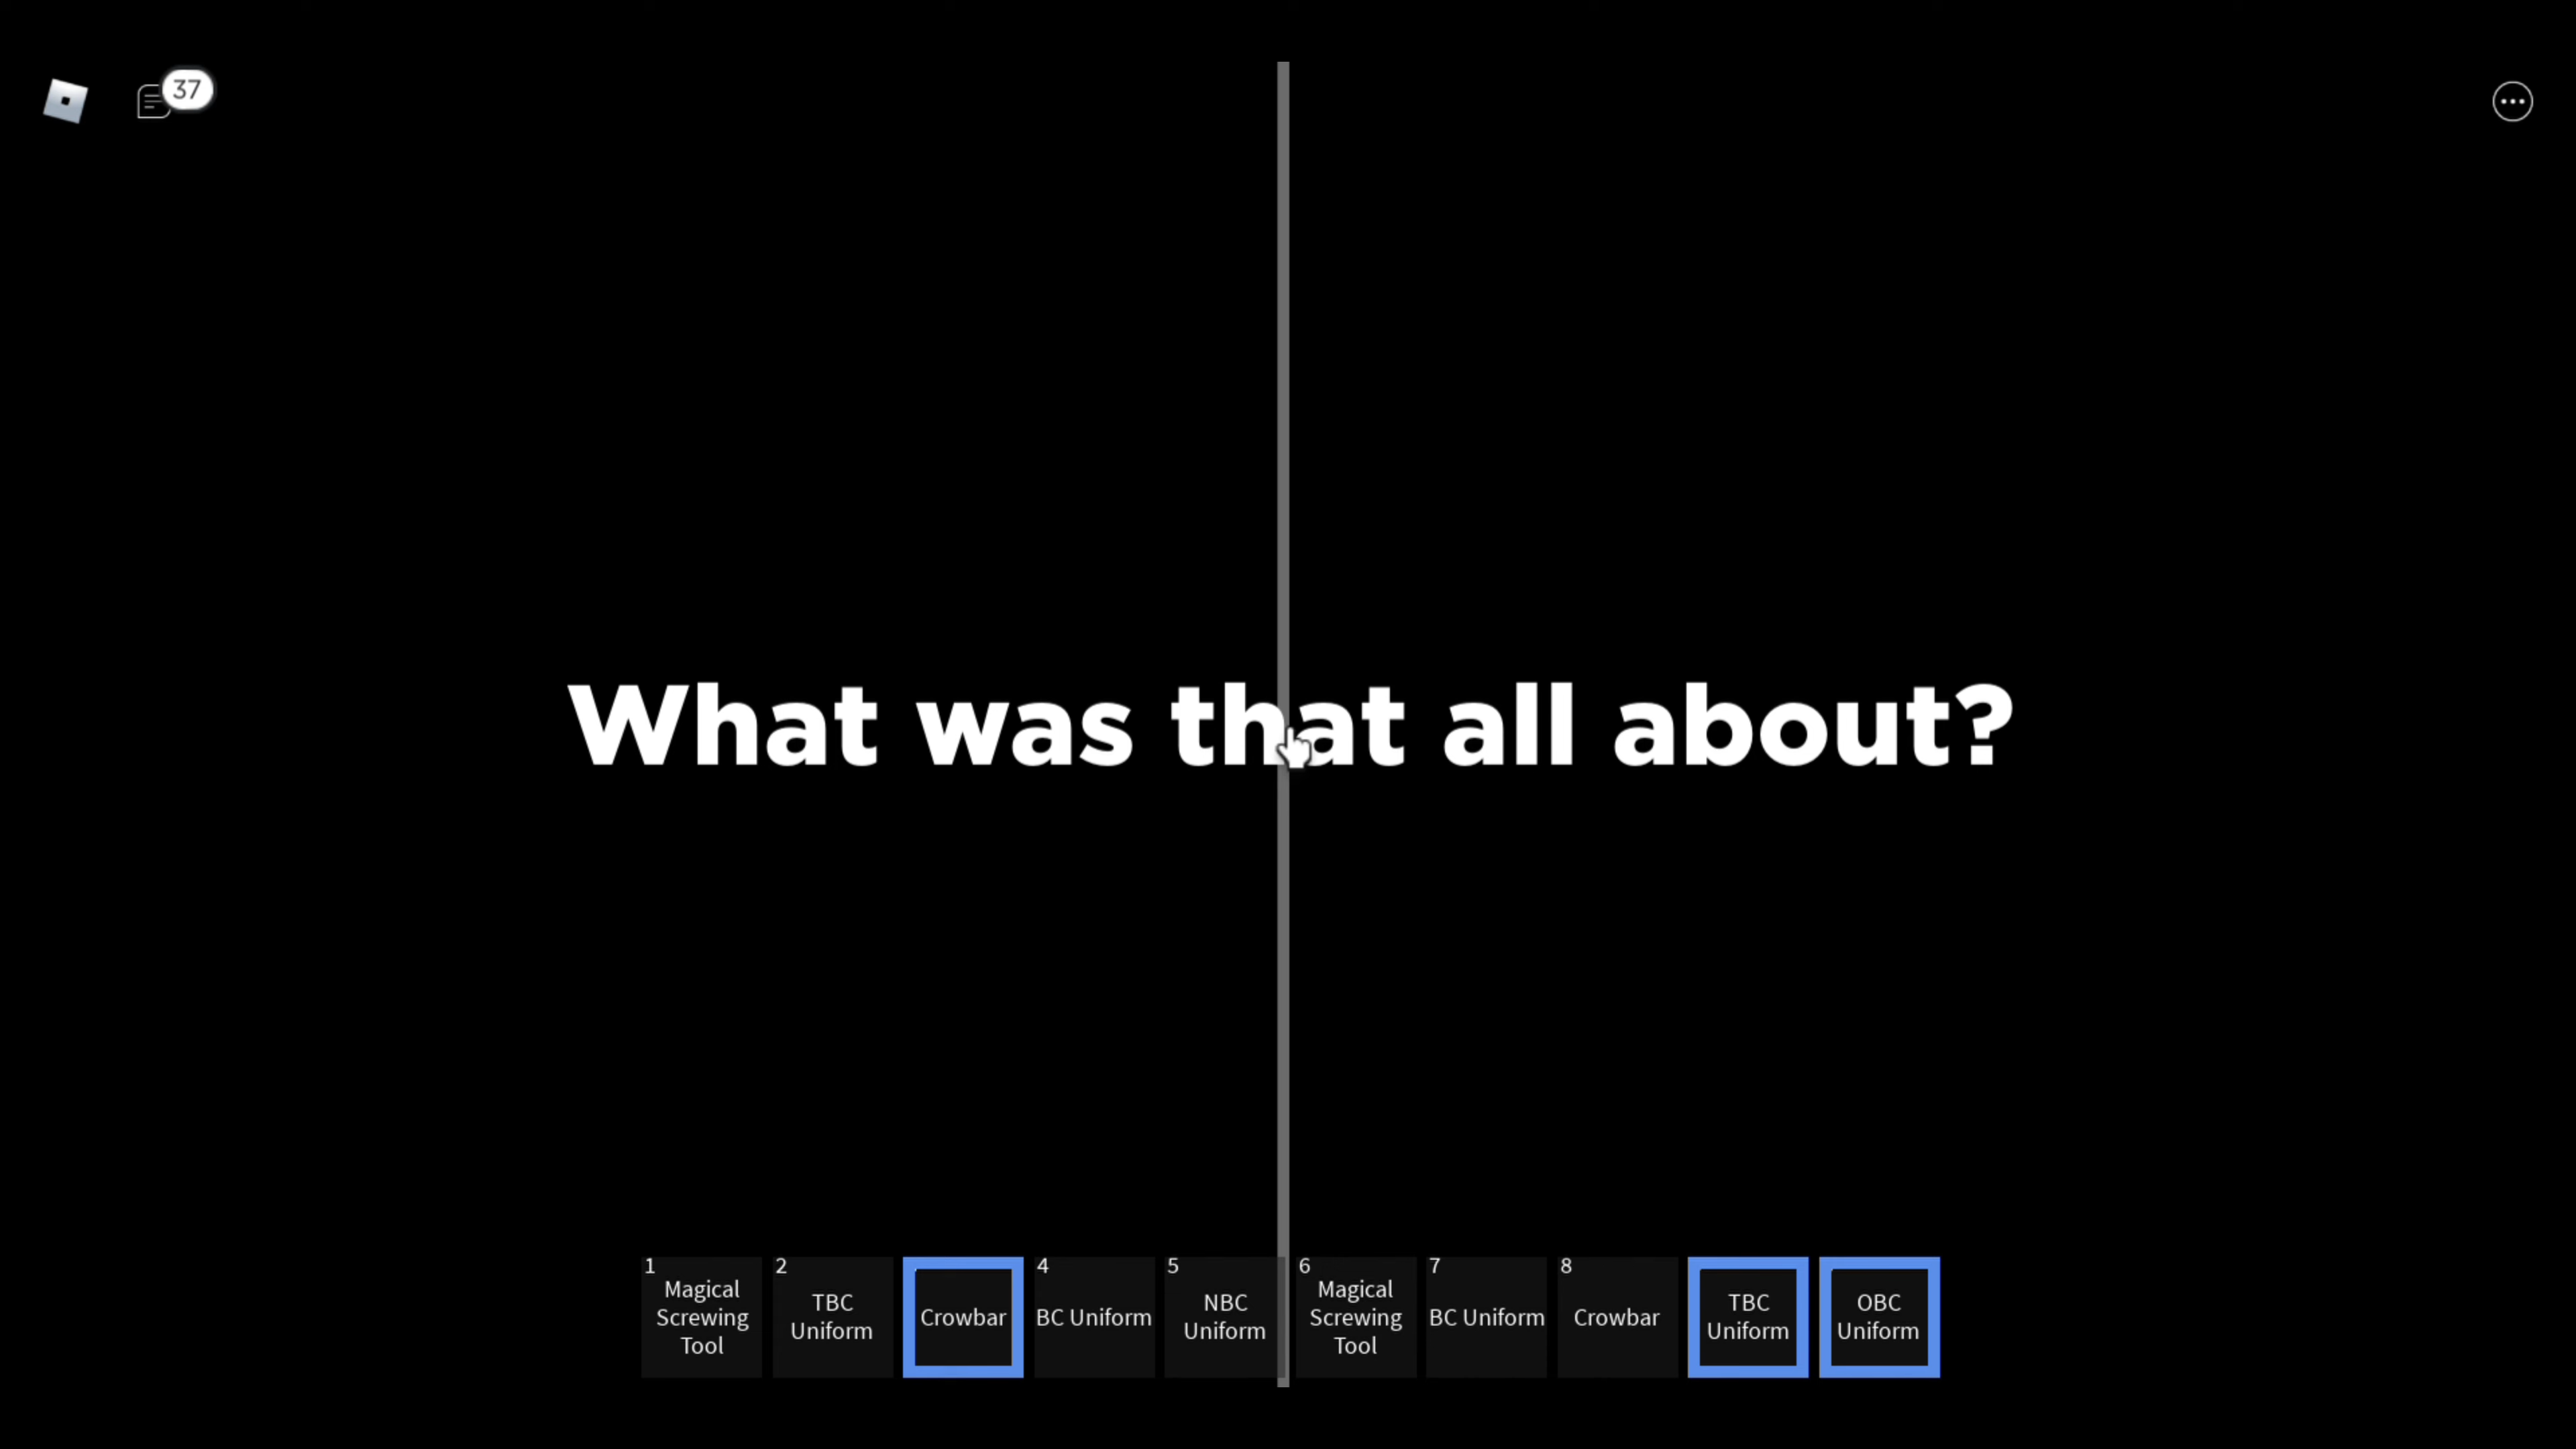 37
What was that all about?
1
Magical
Screwing
Tool
2
TBC
Uniform
Crowbar
4
BC Uniform
5
NBC
Uniform
6
Magical
Screwing
Tool
7
BC Uniform
8
Crowbar
TBC
Uniform
OBC
Uniform